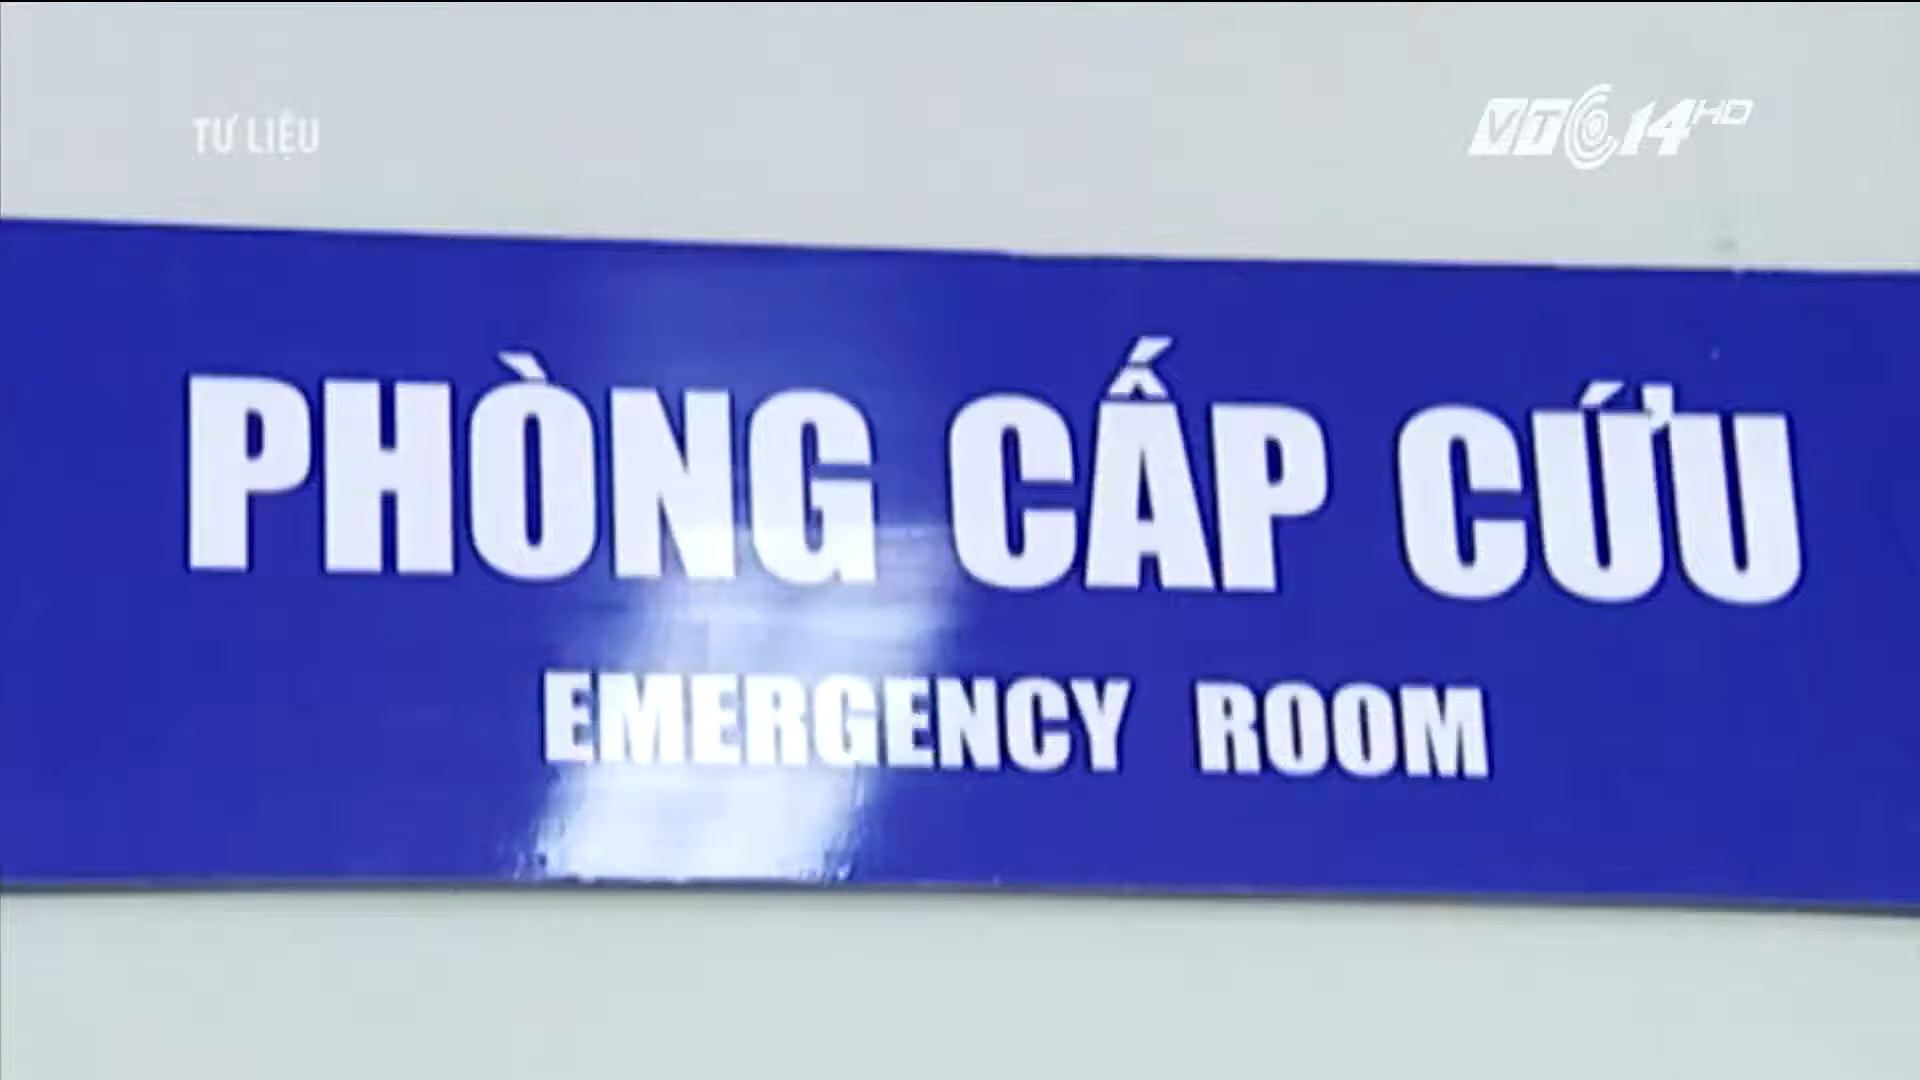 TƯ LIỆU
VTC14 HD
PHÒNG CẤP CỨU
EMERGENCY ROOM